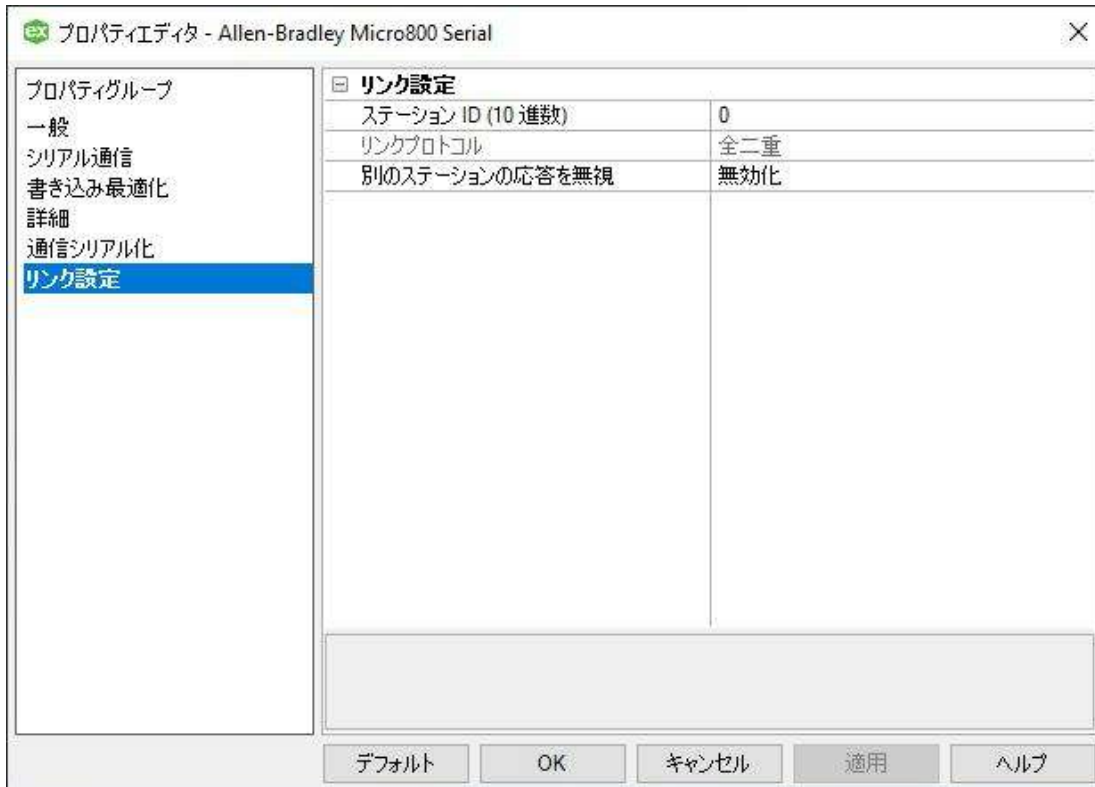 ex プロパティエディタ - Allen-Bradley Micro800 Serial
プロパティグループ
一般
シリアル通信
書き込み最適化
詳細
通信シリアル化
リンク設定
リンク設定
ステーション ID (10 進数) 0
リンクプロトコル 全二重
別のステーションの応答を無視 無効化
デフォルト OK キャンセル 適用 ヘルプ